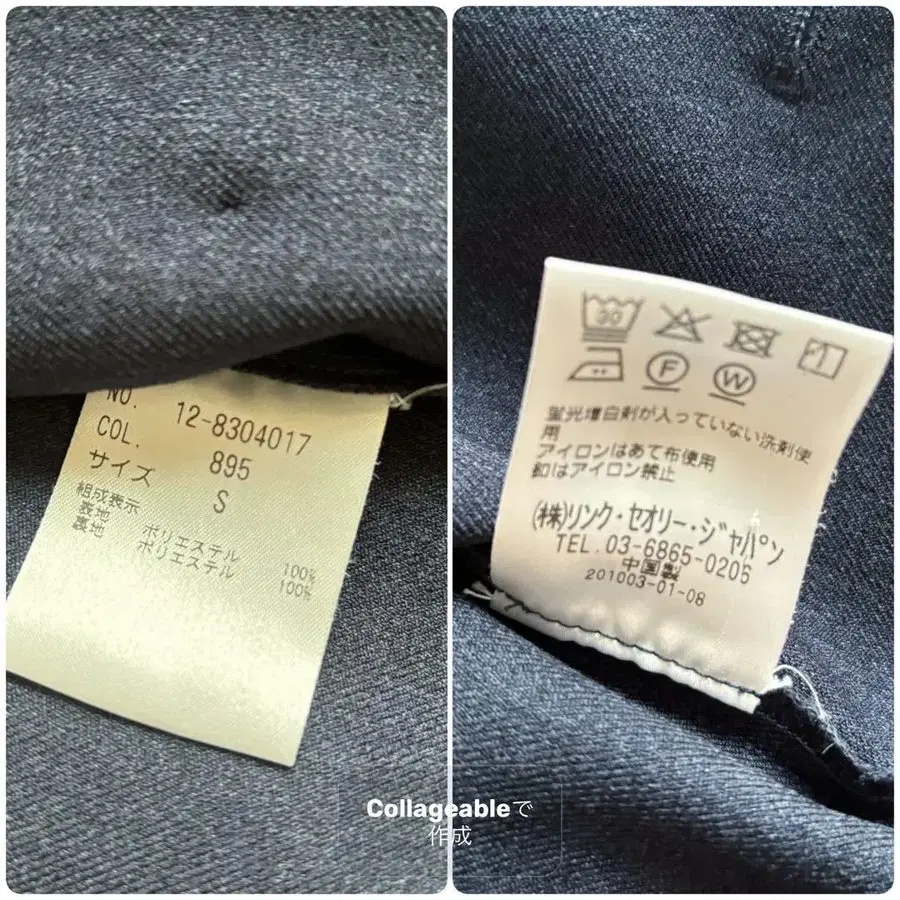 NO. 12-8304017
COL. 895
サイズ S
組成表示
表地 ポリエステル 100%
裏地 ポリエステル 100%
30
F W
蛍光増白剤が入っていない洗剤使
用
アイロンはあて布使用
釦はアイロン禁止
(株)リンク・セオリー・ジャパン
TEL.03-6865-0206
中国製
201003-01-08
Collageableで
作成